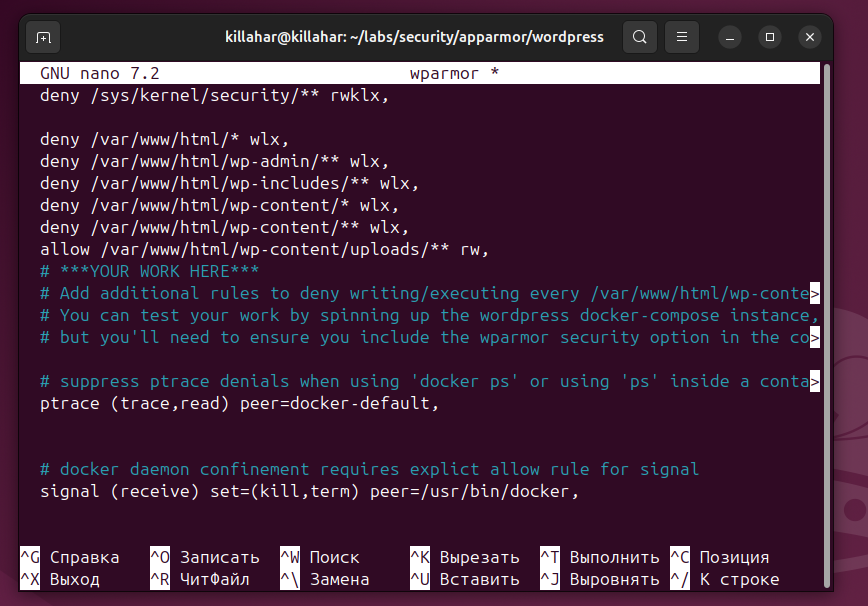 killahar@killahar: ~/labs/security/apparmor/wordpress
GNU nano 7.2 wparmor *
deny /sys/kernel/security/** rwklx,
deny /var/www/html/* wlx,
deny /var/www/html/wp-admin/** wlx,
deny /var/www/html/wp-includes/** wlx,
deny /var/www/html/wp-content/* wlx,
deny /var/www/html/wp-content/** wlx,
allow /var/www/html/wp-content/uploads/** rw,
# ***YOUR WORK HERE***
# Add additional rules to deny writing/executing every /var/www/html/wp-conte>
# You can test your work by spinning up the wordpress docker-compose instance,
# but you'll need to ensure you include the wparmor security option in the co>
# suppress ptrace denials when using 'docker ps' or using 'ps' inside a conta>
ptrace (trace,read) peer=docker-default,
# docker daemon confinement requires explict allow rule for signal
signal (receive) set=(kill,term) peer=/usr/bin/docker,
^G Справка ^O Записать ^W Поиск ^K Вырезать ^T Выполнить ^C Позиция
^X Выход ^R ЧитФайл ^\ Замена ^U Вставить ^J Выровнять ^/ К строке